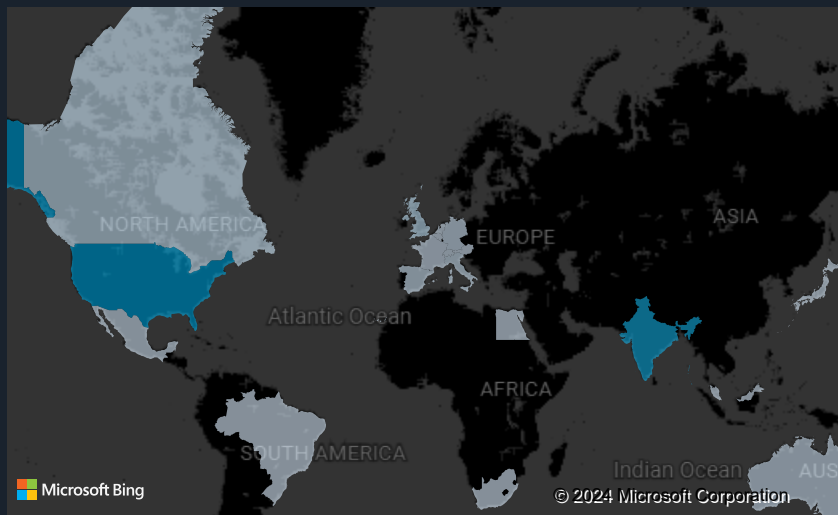 NORTH AMERICA
ASIA
EUROPE
Atlantic Ocean
AFRICA
SOUTH AMERICA
Indian Ocean
AUS
Microsoft Bing
© 2024 Microsoft Corporation